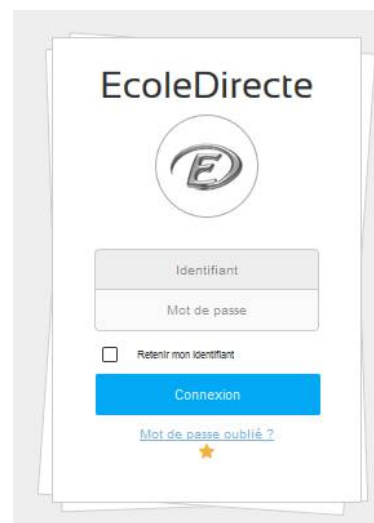 EcoleDirecte
E
Identifiant
Mot de passe
Retenir mon identifiant
Connexion
Mot de passe oublié ?